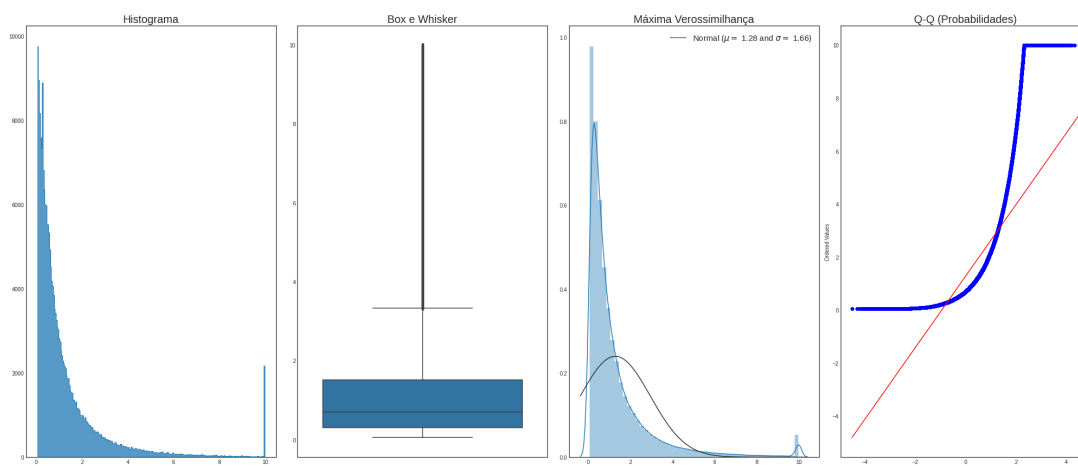 Histograma
10000
8000
6000
4000
2000
0
0 2 4 6 8 10
Box e Whisker
10
8
6
4
2
0
Máxima Verossimilhança
Normal (μ = 1.28 and σ = 1.66)
1.0
0.8
0.6
0.4
0.2
0.0
0 2 4 6 8 10
Q-Q (Probabilidades)
Ordered Values
10
8
6
4
2
0
−2
−4
−4 −2 0 2 4